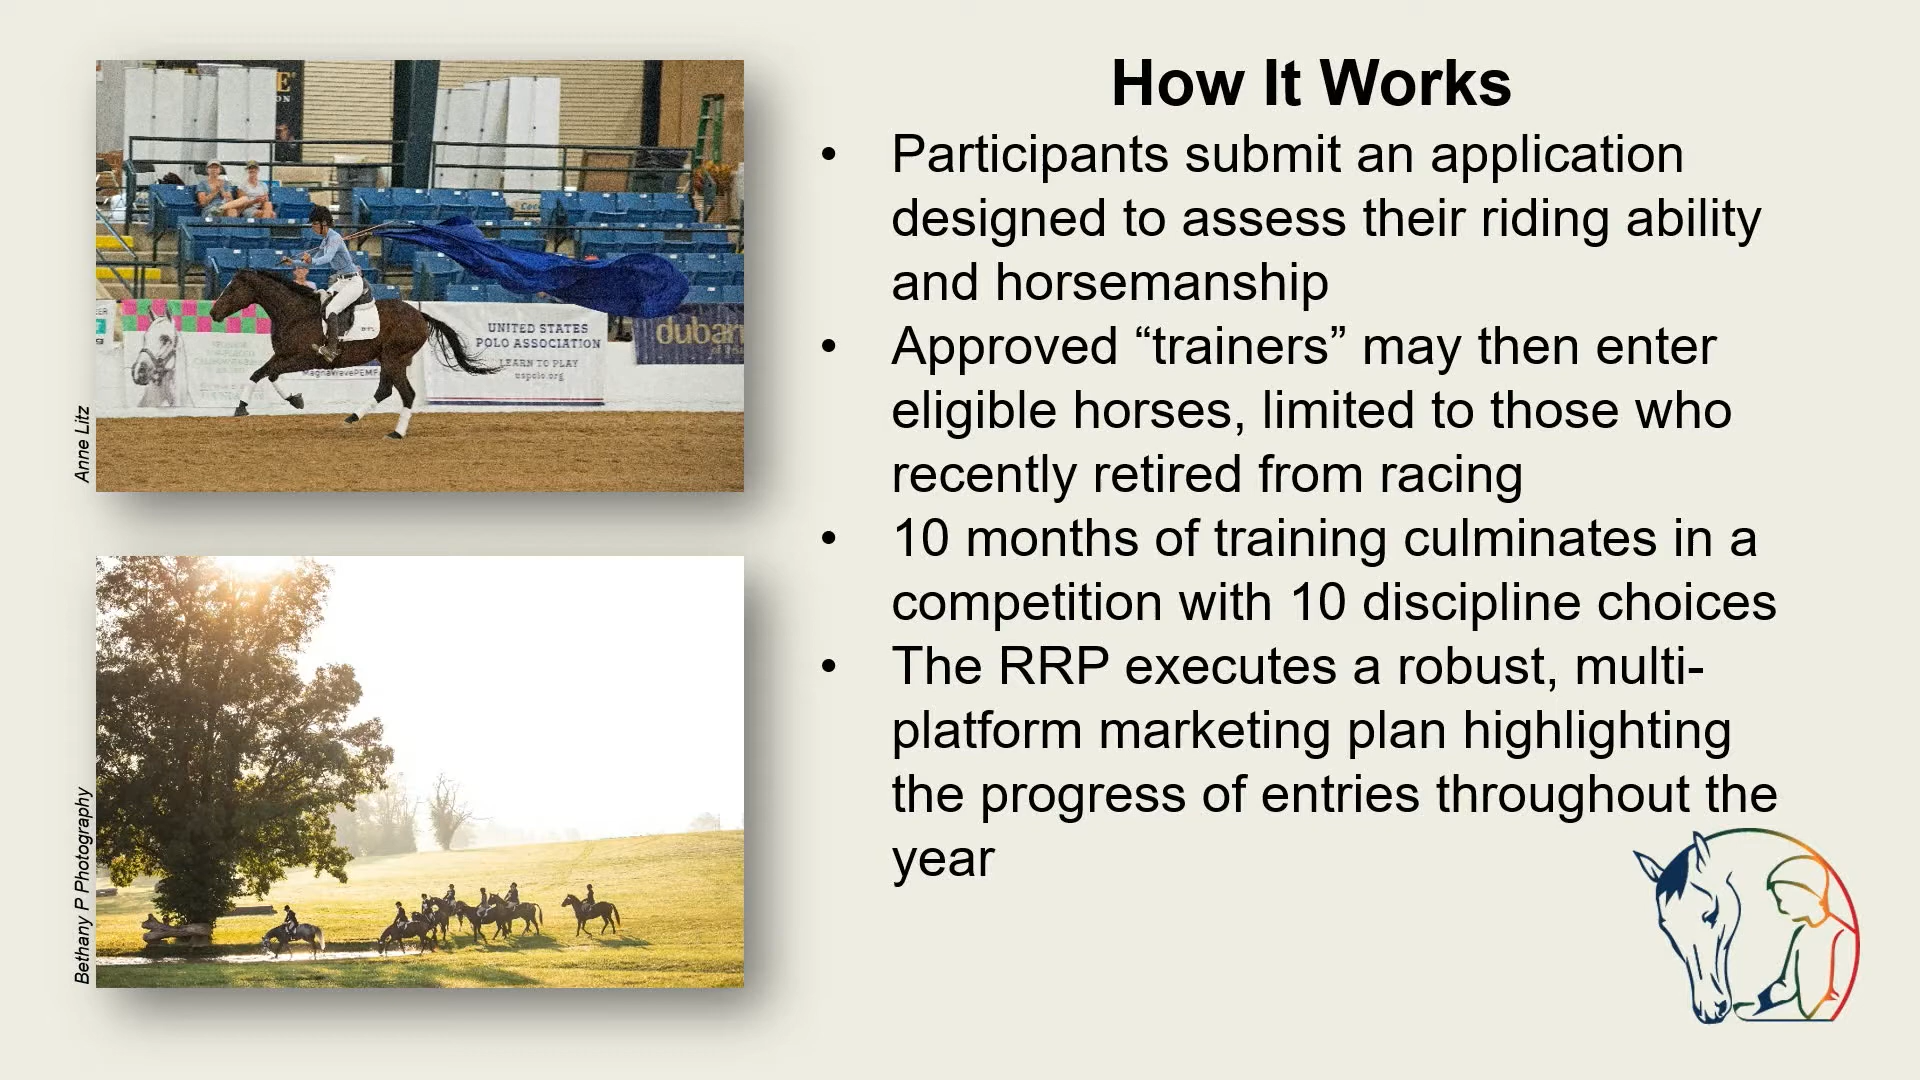 How It Works
• Participants submit an application
designed to assess their riding ability
and horsemanship
• Approved “trainers” may then enter
eligible horses, limited to those who
recently retired from racing
• 10 months of training culminates in a
competition with 10 discipline choices
• The RRP executes a robust, multi-
platform marketing plan highlighting
the progress of entries throughout the
year
Anne Litz
UNITED STATES
POLO ASSOCIATION
LEARN TO PLAY
uspolo.org
MagnaWavePEMF
Bethany P Photography